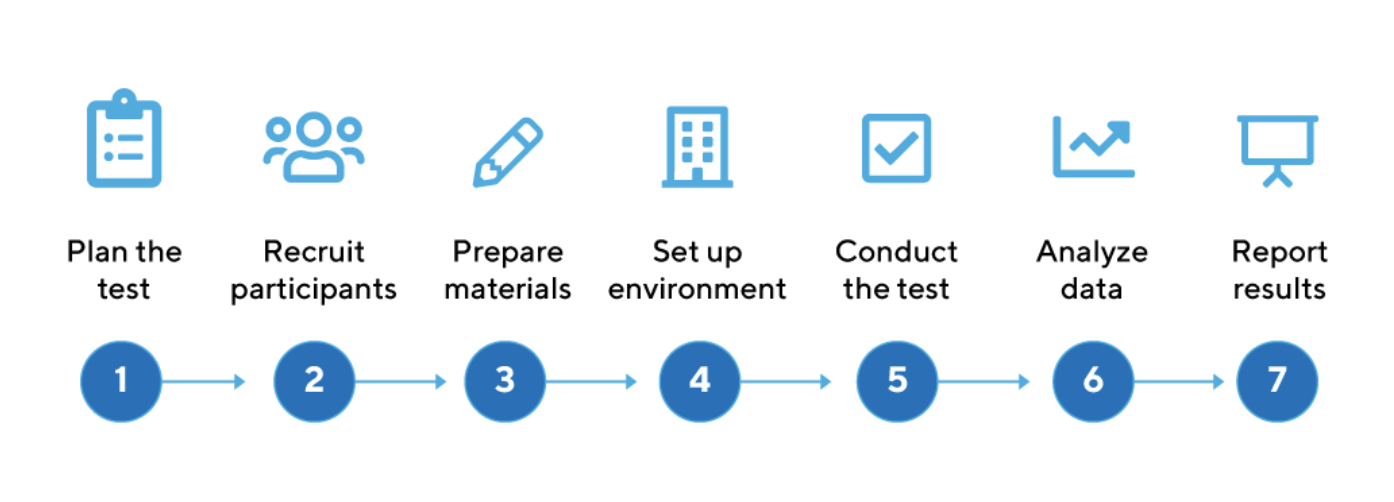 Plan the
test
Recruit
participants
Prepare
materials
Set up
environment
Conduct
the test
Analyze
data
Report
results
1
2
3
4
5
6
7